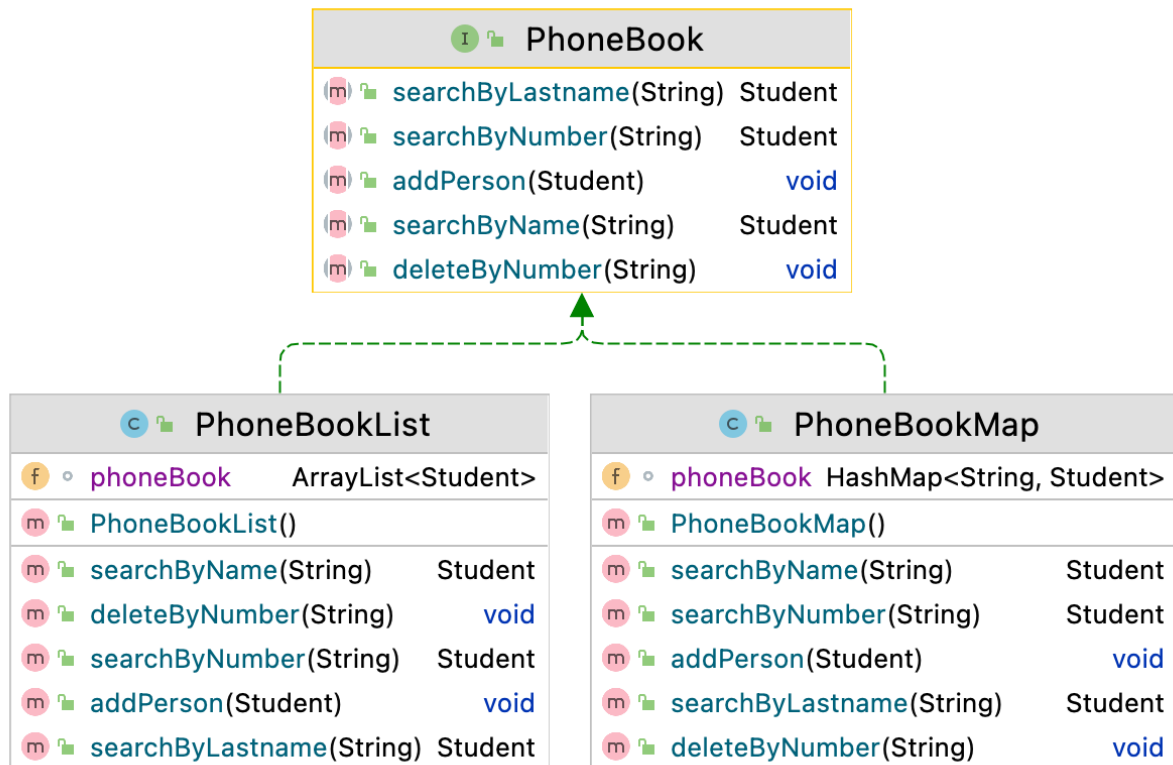 I PhoneBook
m searchByLastname(String) Student
m searchByNumber(String) Student
m addPerson(Student) void
m searchByName(String) Student
m deleteByNumber(String) void
C PhoneBookList
f phoneBook ArrayList<Student>
m PhoneBookList()
m searchByName(String) Student
m deleteByNumber(String) void
m searchByNumber(String) Student
m addPerson(Student) void
m searchByLastname(String) Student
C PhoneBookMap
f phoneBook HashMap<String, Student>
m PhoneBookMap()
m searchByName(String) Student
m searchByNumber(String) Student
m addPerson(Student) void
m searchByLastname(String) Student
m deleteByNumber(String) void